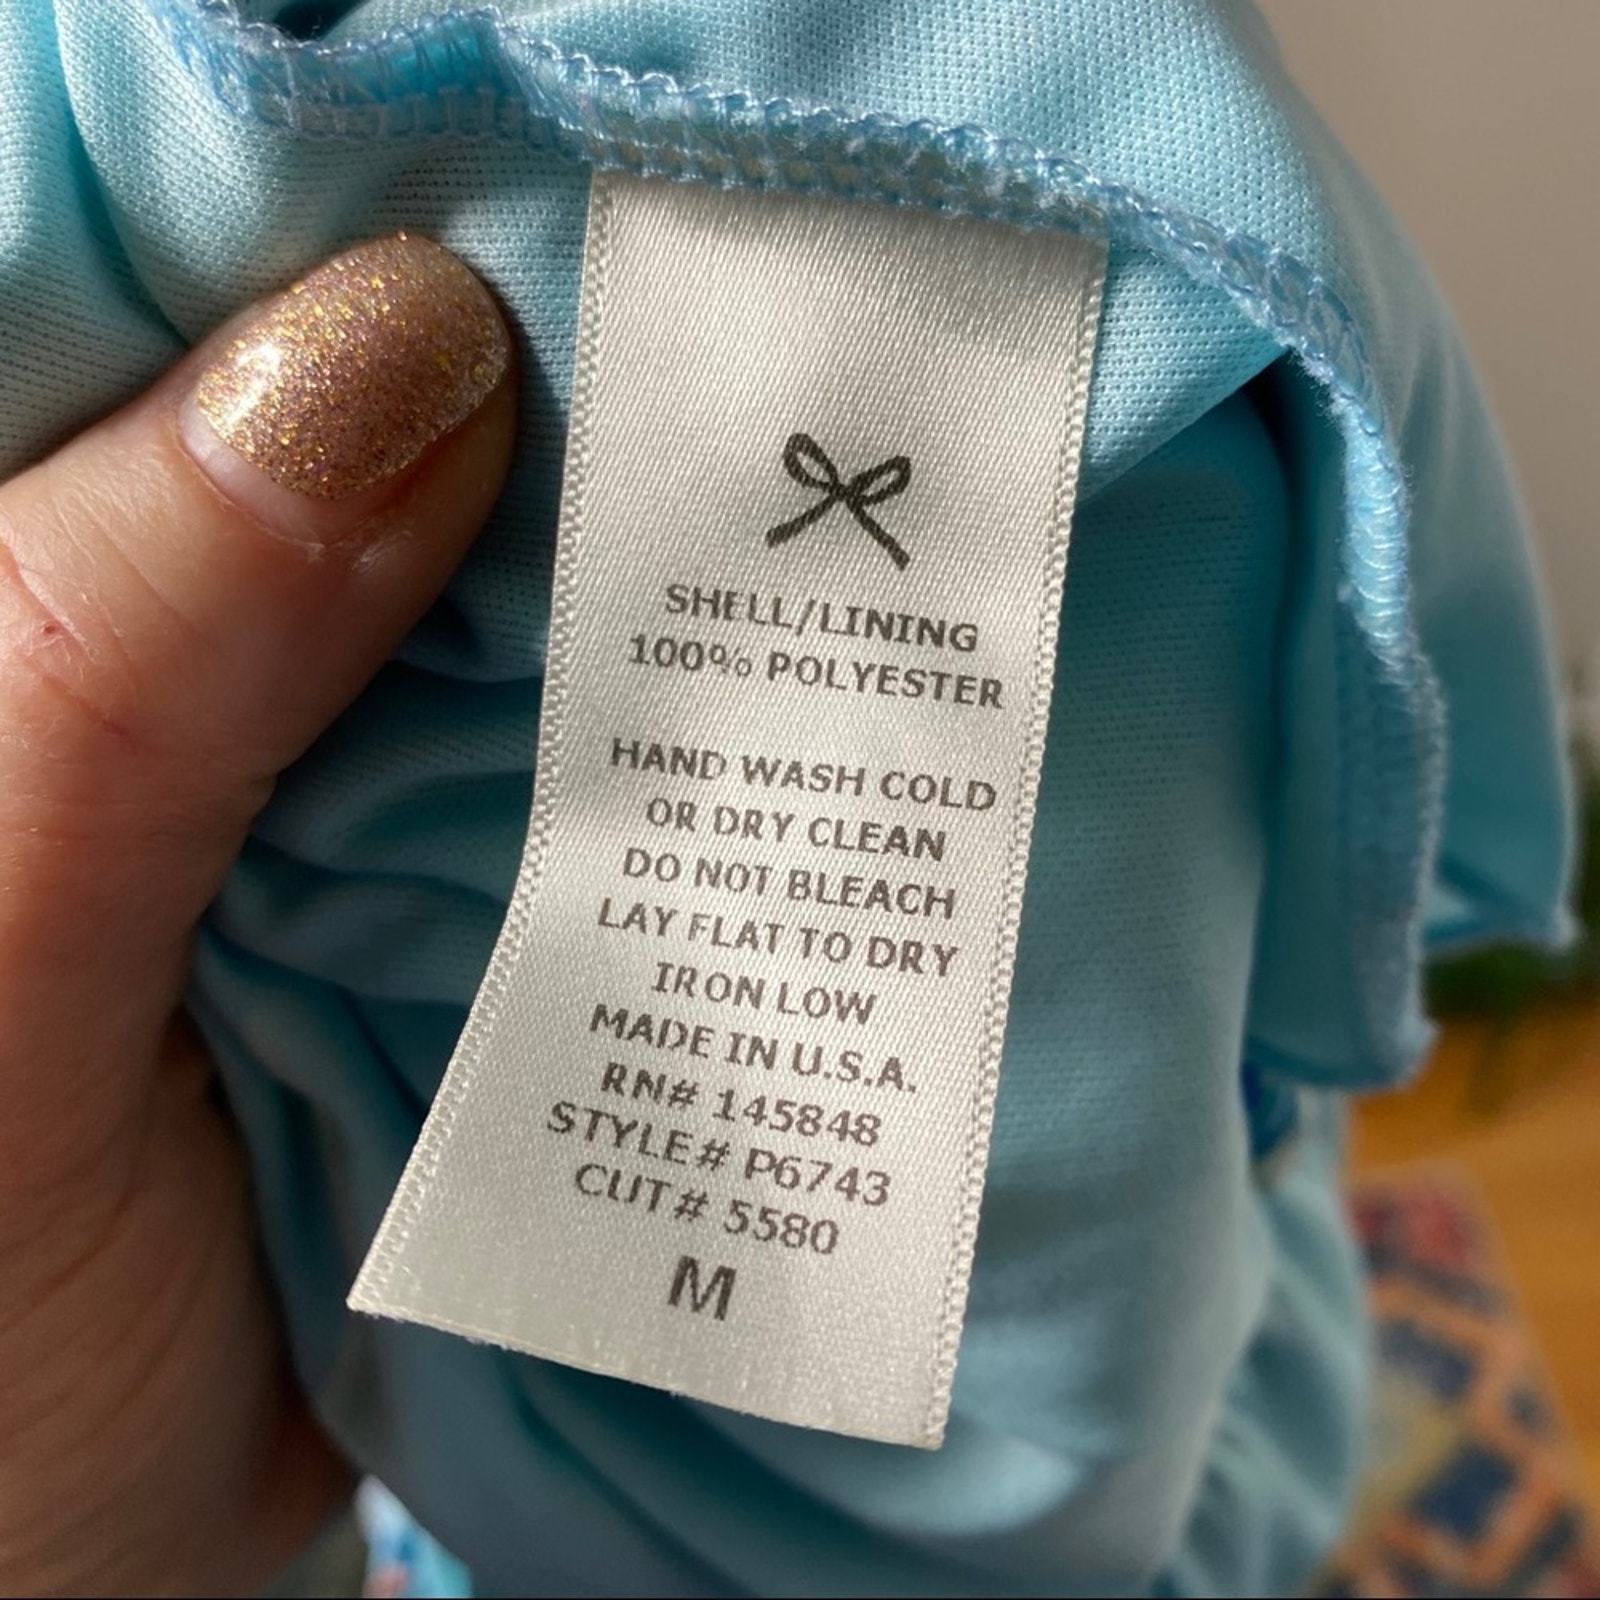 SHELL/LINING
100% POLYESTER
HAND WASH COLD
OR DRY CLEAN
DO NOT BLEACH
LAY FLAT TO DRY
IRON LOW
MADE IN U.S.A.
RN# 145848
STYLE# P6743
CUT# 5580
M